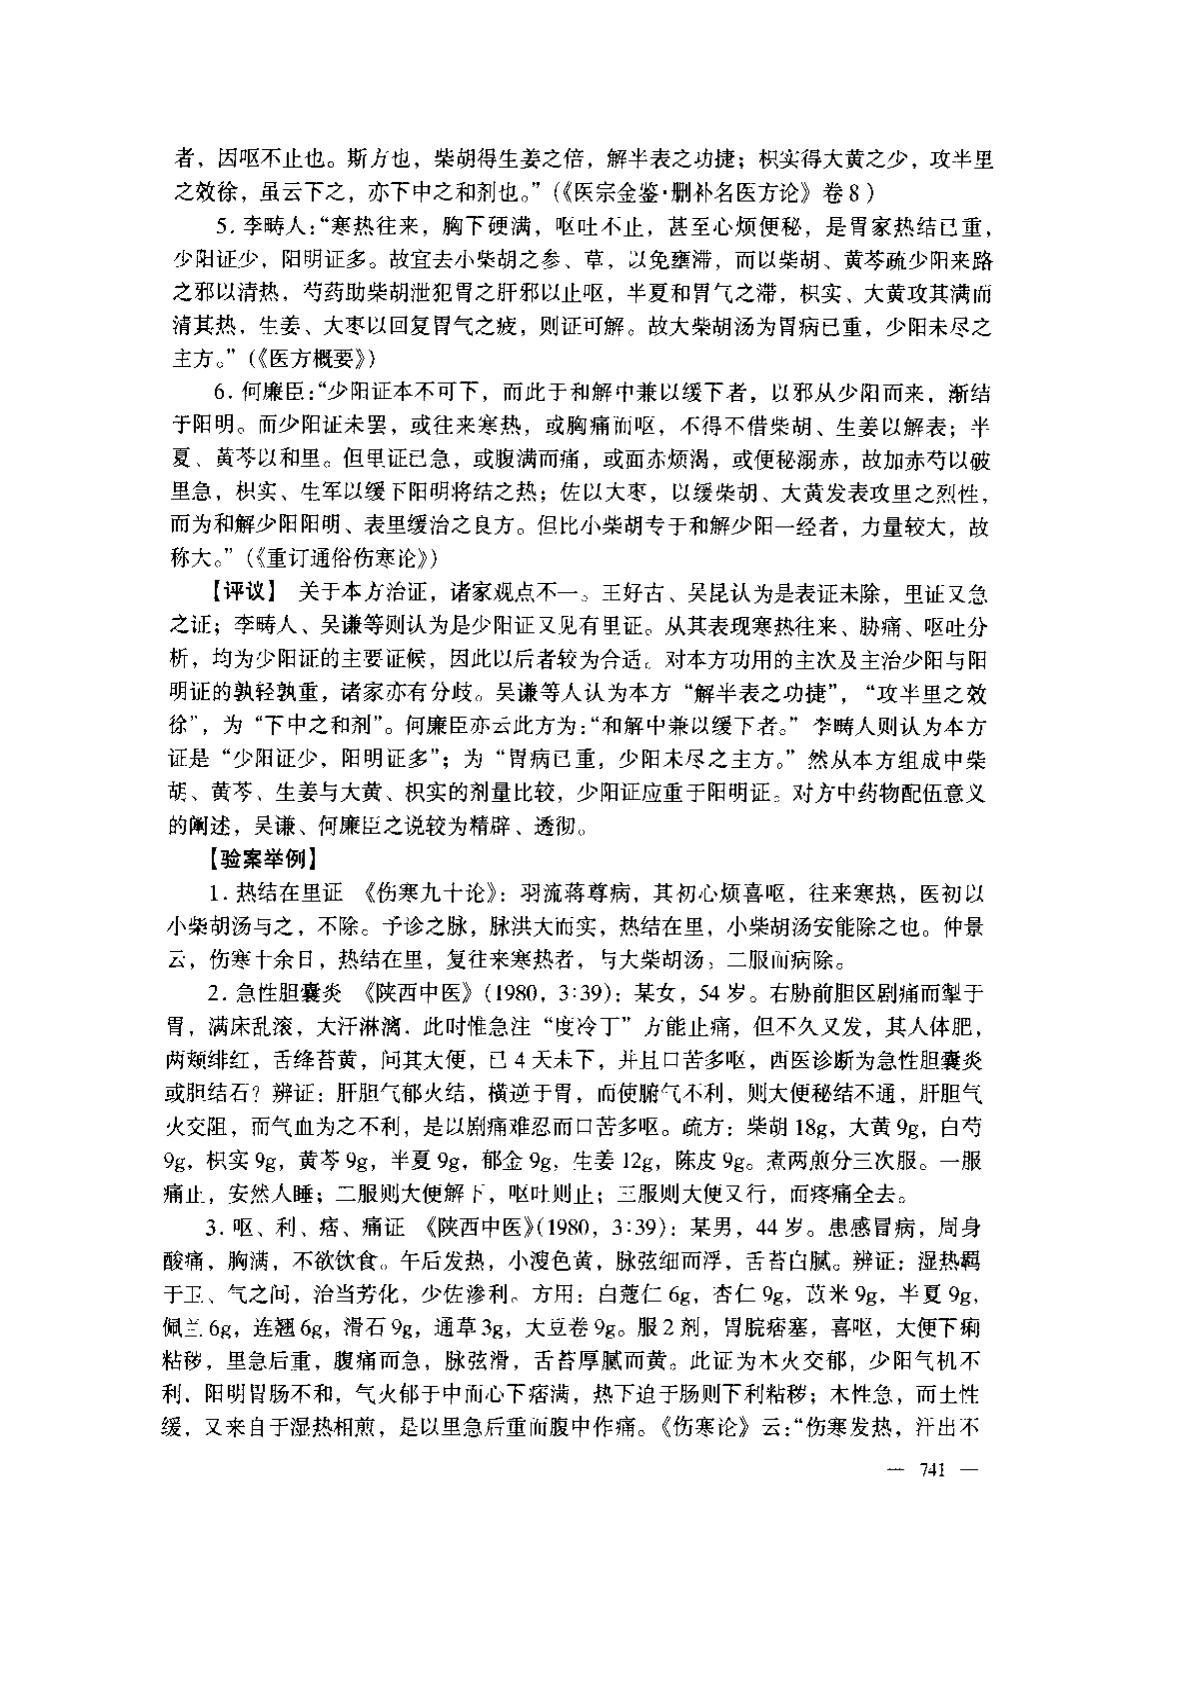 者，因呕不止也。斯方也，柴胡得生姜之倍，解半表之功捷；枳实得大黄之少，攻半里
之效徐，虽云下之，亦下中之和剂也。”（《医宗金鉴·删补名医方论》卷8）
5. 李畴人：“寒热往来，胸下硬满，呕吐不止，甚至心烦便秘，是胃家热结已重，
少阳证少，阳明证多。故宜去小柴胡之参、草，以免壅滞，而以柴胡、黄芩疏少阳来路
之邪以清热，芍药助柴胡泄犯胃之肝邪以止呕，半夏和胃气之滞，枳实、大黄攻其满而
清其热，生姜、大枣以回复胃气之疲，则证可解。故大柴胡汤为胃病已重，少阳未尽之
主方。”（《医方概要》）
6. 何廉臣：“少阳证本不可下，而此于和解中兼以缓下者，以邪从少阳而来，渐结
于阳明。而少阳证未罢，或往来寒热，或胸痛而呕，不得不借柴胡、生姜以解表；半
夏、黄芩以和里。但里证已急，或腹满而痛，或面赤烦渴，或便秘溺赤，故加赤芍以破
里急，枳实、生军以缓下阳明将结之热；佐以大枣，以缓柴胡、大黄发表攻里之烈性，
而为和解少阳阳明、表里缓治之良方。但比小柴胡专于和解少阳一经者，力量较大，故
称大。”（《重订通俗伤寒论》）
【评议】 关于本方治证，诸家观点不一。王好古、吴昆认为是表证未除，里证又急
之证；李畴人、吴谦等则认为是少阳证又见有里证。从其表现寒热往来、胁痛、呕吐分
析，均为少阳证的主要证候，因此以后者较为合适。对本方功用的主次及主治少阳与阳
明证的孰轻孰重，诸家亦有分歧。吴谦等人认为本方“解半表之功捷”，“攻半里之效
徐”，为“下中之和剂”。何廉臣亦云此方为：“和解中兼以缓下者。”李畴人则认为本方
证是“少阳证少，阳明证多”；为“胃病已重，少阳未尽之主方。”然从本方组成中柴
胡、黄芩、生姜与大黄、枳实的剂量比较，少阳证应重于阳明证。对方中药物配伍意义
的阐述，吴谦、何廉臣之说较为精辟、透彻。
【验案举例】
1. 热结在里证 《伤寒九十论》：羽流蒋尊病，其初心烦喜呕，往来寒热，医初以
小柴胡汤与之，不除。予诊之脉，脉洪大而实，热结在里，小柴胡汤安能除之也。仲景
云，伤寒十余日，热结在里，复往来寒热者，与大柴胡汤，二服而病除。
2. 急性胆囊炎 《陕西中医》（1980，3:39）：某女，54 岁。右胁前胆区剧痛而掣于
胃，满床乱滚，大汗淋漓，此时惟急注“度冷丁”方能止痛，但不久又发，其人体肥，
两颊绯红，舌绛苔黄，问其大便，已 4 天未下，并且口苦多呕，西医诊断为急性胆囊炎
或胆结石？辨证：肝胆气郁火结，横逆于胃，而使腑气不利，则大便秘结不通，肝胆气
火交阻，而气血为之不利，是以剧痛难忍而口苦多呕。疏方：柴胡 18g，大黄 9g，白芍
9g，枳实 9g，黄芩 9g，半夏 9g，郁金 9g，生姜 12g，陈皮 9g。煮两煎分三次服。一服
痛止，安然人睡；二服则大便解下，呕吐则止；三服则大便又行，而疼痛全去。
3. 呕、利、痞、痛证 《陕西中医》（1980，3:39）：某男，44 岁。患感冒病，周身
酸痛，胸满，不欲饮食。午后发热，小溲色黄，脉弦细而浮，舌苔白腻。辨证：湿热羁
于卫、气之间，治当芳化，少佐渗利。方用：白蔻仁 6g，杏仁 9g，苡米 9g，半夏 9g，
佩兰 6g，连翘 6g，滑石 9g，通草 3g，大豆卷 9g。服 2 剂，胃脘痞塞，喜呕，大便下痢
粘秽，里急后重，腹痛而急，脉弦滑，舌苔厚腻而黄。此证为木火交郁，少阳气机不
利，阳明胃肠不和，气火郁于中而心下痞满，热下迫于肠则下利粘秽；木性急，而土性
缓，又来自于湿热相煎，是以里急后重而腹中作痛。《伤寒论》云：“伤寒发热，汗出不
— 741 —